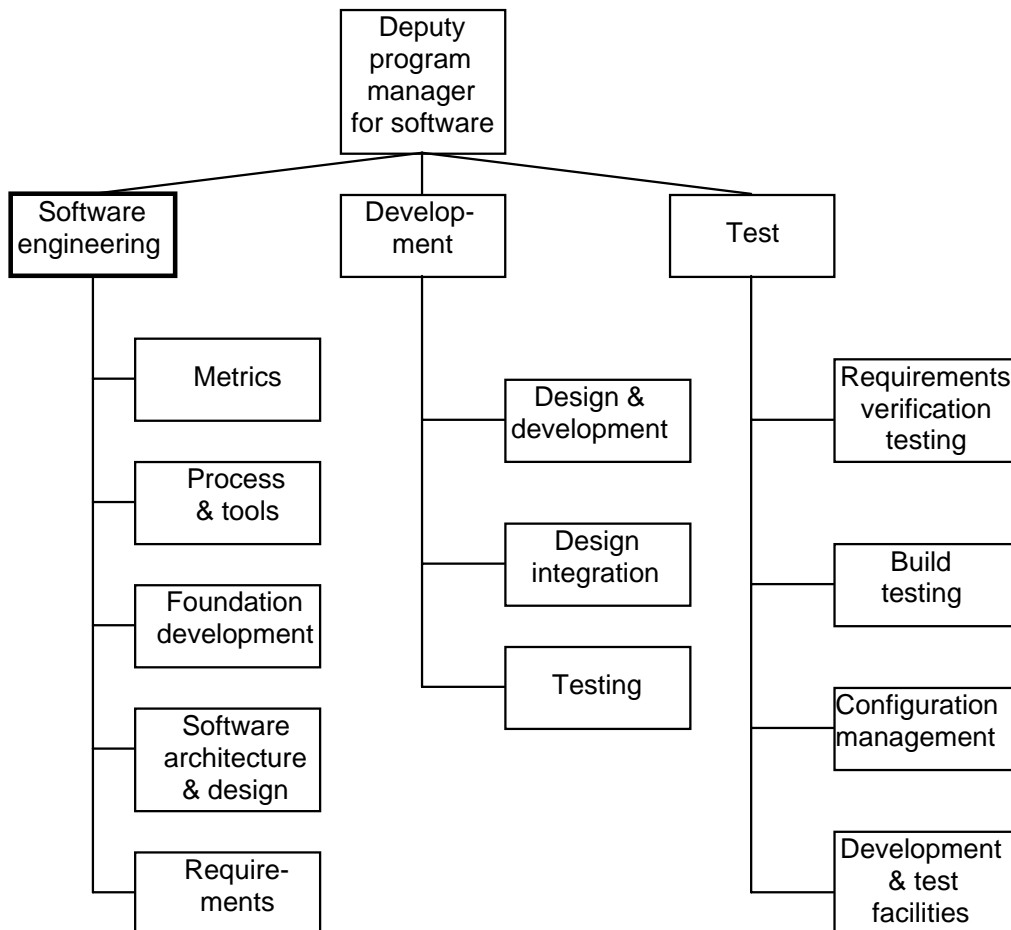 Deputy
program
manager
for software
Software
engineering
Develop-
ment
Test
Metrics
Process
& tools
Foundation
development
Software
architecture
& design
Require-
ments
Design &
development
Design
integration
Testing
Requirements
verification
testing
Build
testing
Configuration
management
Development
& test
facilities